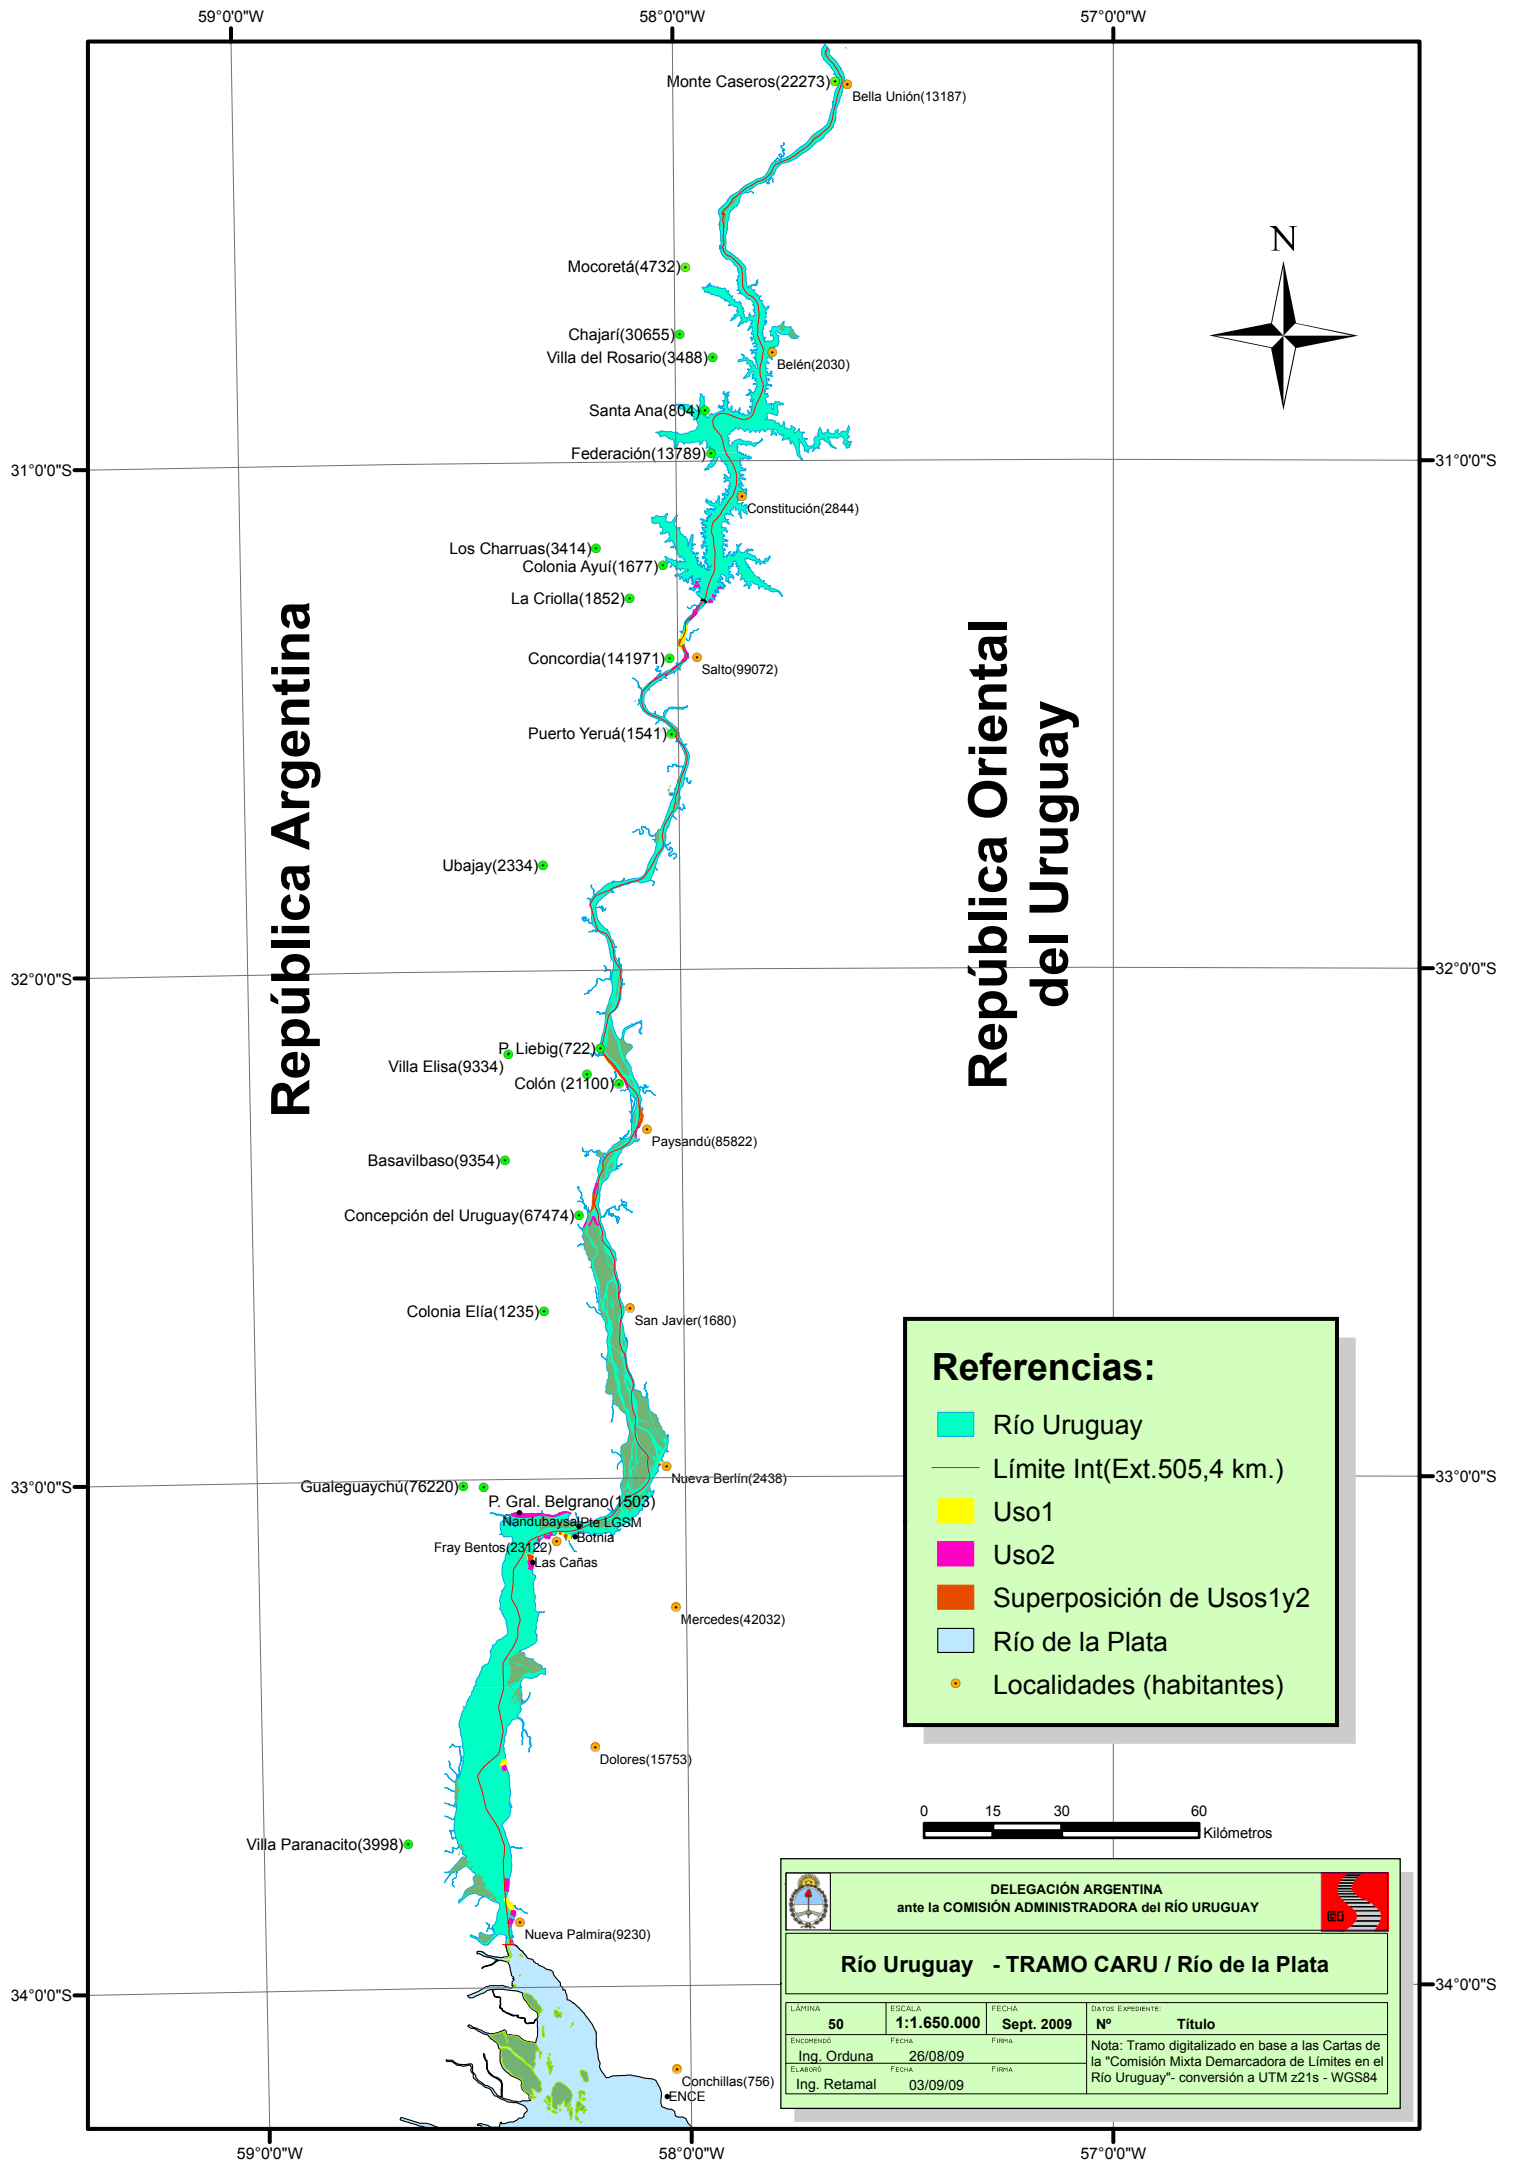 59°0'0"W
58°0'0"W
57°0'0"W
Monte Caseros(22273)
Bella Unión(13187)
N
Mocoretá(4732)
Chajarí(30655)
Villa del Rosario(3488)
Belén(2030)
Santa Ana(804)
Federación(13789)
31°0'0"S
31°0'0"S
Constitución(2844)
Los Charruas(3414)
Colonia Ayuí(1677)
La Criolla(1852)
Concordia(141971)
Salto(99072)
Puerto Yeruá(1541)
República Argentina
República Oriental
del Uruguay
Ubajay(2334)
32°0'0"S
32°0'0"S
P. Liebig(722)
Villa Elisa(9334)
Colón (21100)
Paysandú(85822)
Basavilbaso(9354)
Concepción del Uruguay(67474)
Colonia Elía(1235)
San Javier(1680)
Nueva Berlín(2438)
33°0'0"S
33°0'0"S
Gualeguaychú(76220)
P. Gral. Belgrano(1503)
Ñandubaysal
Pte LGSM
Botnia
Fray Bentos(23122)
Las Cañas
Mercedes(42032)
Dolores(15753)
Villa Paranacito(3998)
Nueva Palmira(9230)
34°0'0"S
34°0'0"S
Conchillas(756)
ENCE
Referencias:
Río Uruguay
Límite Int(Ext.505,4 km.)
Uso1
Uso2
Superposición de Usos1y2
Río de la Plata
Localidades (habitantes)
0 15 30 60
Kilómetros
DELEGACIÓN ARGENTINA
ante la COMISIÓN ADMINISTRADORA del RÍO URUGUAY
Río Uruguay - TRAMO CARU / Río de la Plata
LÁMINA
50
ESCALA
1:1.650.000
FECHA
Sept. 2009
DATOS EXPEDIENTE:
Nº Título
ENCOMENDÓ
Ing. Orduna
FECHA
26/08/09
FIRMA
ELABORÓ
Ing. Retamal
FECHA
03/09/09
FIRMA
Nota: Tramo digitalizado en base a las Cartas de
la "Comisión Mixta Demarcadora de Límites en el
Río Uruguay"- conversión a UTM z21s - WGS84
59°0'0"W
58°0'0"W
57°0'0"W